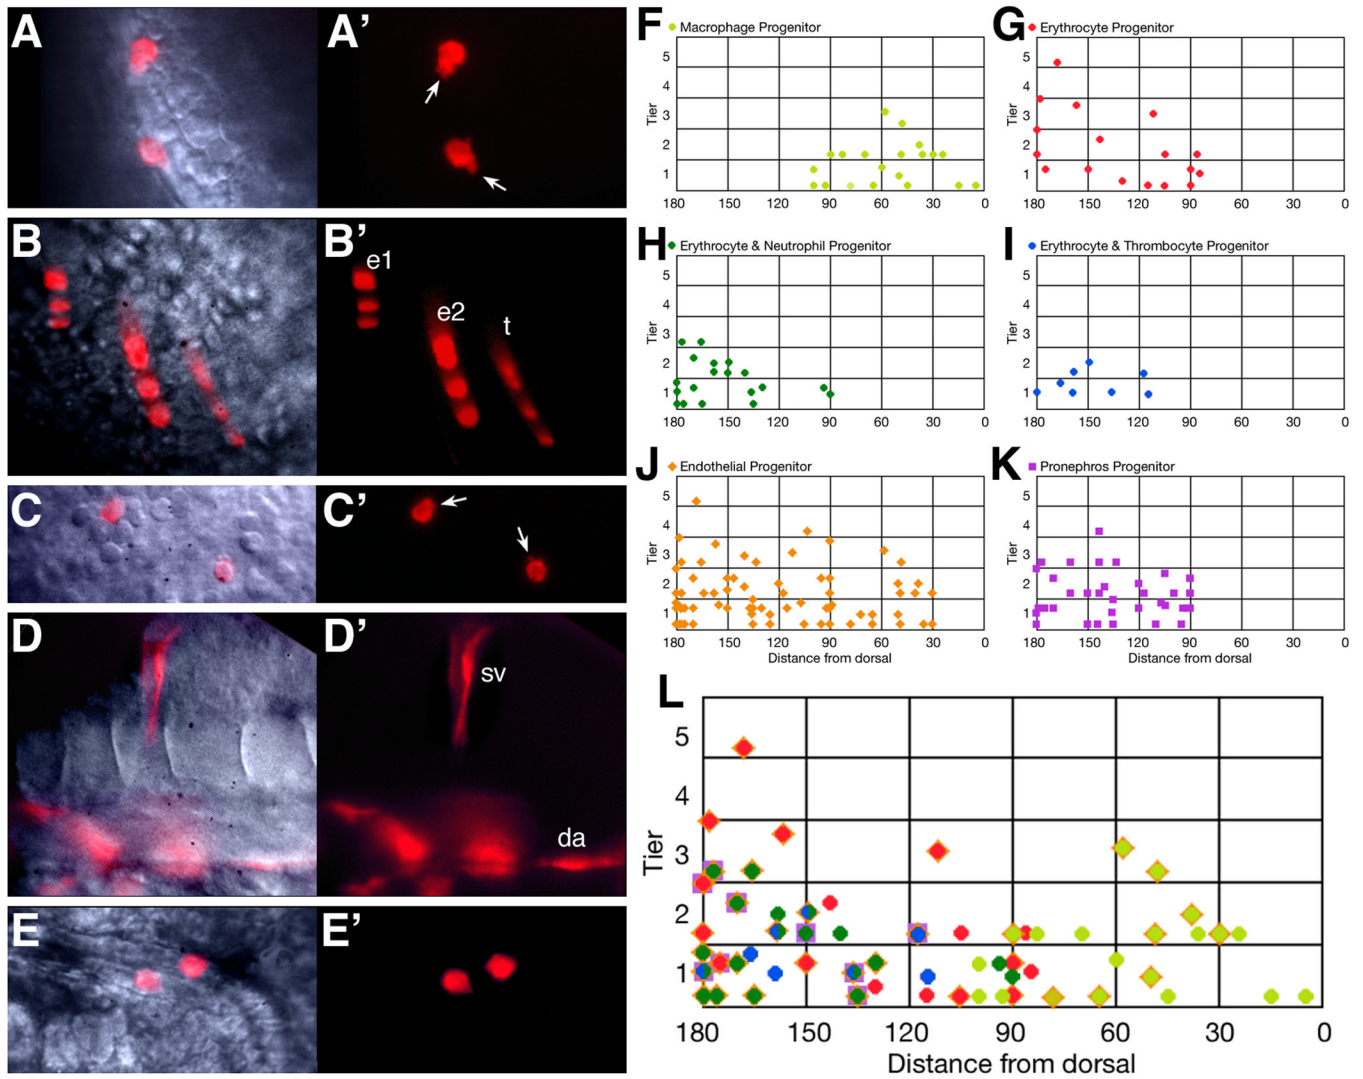 A
A’
B
B’
e1
e2
t
C
C’
D
D’
sv
da
E
E’
F
Macrophage Progenitor
Tier
5
4
3
2
1
180
150
120
90
60
30
0
G
Erythrocyte Progenitor
Tier
5
4
3
2
1
180
150
120
90
60
30
0
H
Erythrocyte & Neutrophil Progenitor
Tier
5
4
3
2
1
180
150
120
90
60
30
0
I
Erythrocyte & Thrombocyte Progenitor
Tier
5
4
3
2
1
180
150
120
90
60
30
0
J
Endothelial Progenitor
Tier
5
4
3
2
1
180
150
120
90
60
30
0
Distance from dorsal
K
Pronephros Progenitor
Tier
5
4
3
2
1
180
150
120
90
60
30
0
Distance from dorsal
L
Tier
5
4
3
2
1
180
150
120
90
60
30
0
Distance from dorsal